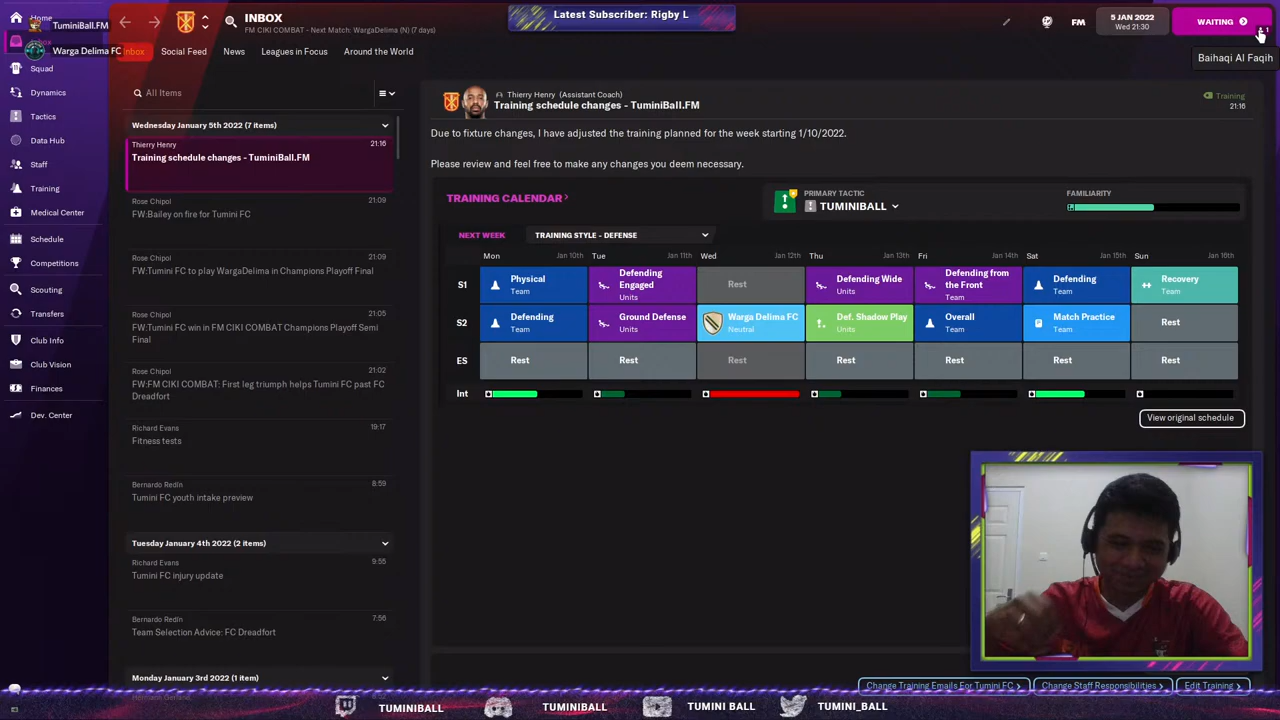 Home
TuminiBall.FM
Warga Delima FC
Squad
Dynamics
Tactics
Data Hub
Staff
Training
Medical Center
Schedule
Competitions
Scouting
Transfers
Club Info
Club Vision
Finances
Dev. Center
INBOX
FM CIKI COMBAT - Next Match: WargaDelima (N) (7 days)
Latest Subscriber: Rigby L
FM
5 JAN 2022
Wed 21:30
WAITING
1
Baihaqi Al Faqih
Inbox
Social Feed
News
Leagues in Focus
Around the World
All Items
Wednesday January 5th 2022 (7 items)
Thierry Henry
21:16
Training schedule changes - TuminiBall.FM
Rose Chipol
21:09
FW:Bailey on fire for Tumini FC
Rose Chipol
21:09
FW:Tumini FC to play WargaDelima in Champions Playoff Final
Rose Chipol
21:05
FW:Tumini FC win in FM CIKI COMBAT Champions Playoff Semi
Final
Rose Chipol
21:02
FW:FM CIKI COMBAT: First leg triumph helps Tumini FC past FC
Dreadfort
Richard Evans
19:17
Fitness tests
Bernardo Redín
8:59
Tumini FC youth intake preview
Tuesday January 4th 2022 (2 items)
Richard Evans
9:55
Tumini FC injury update
Bernardo Redín
7:56
Team Selection Advice: FC Dreadfort
Monday January 3rd 2022 (1 item)
Thierry Henry (Assistant Coach)
Training schedule changes - TuminiBall.FM
Training
21:16
Due to fixture changes, I have adjusted the training planned for the week starting 1/10/2022.
Please review and feel free to make any changes you deem necessary.
TRAINING CALENDAR
PRIMARY TACTIC
TUMINIBALL
FAMILIARITY
NEXT WEEK
TRAINING STYLE - DEFENSE
Mon Jan 10th
Tue Jan 11th
Wed Jan 12th
Thu Jan 13th
Fri Jan 14th
Sat Jan 15th
Sun Jan 16th
S1
Physical
Team
Defending
Engaged
Units
Rest
Defending Wide
Units
Defending from
the Front
Team
Defending
Team
Recovery
Team
S2
Defending
Team
Ground Defense
Units
Warga Delima FC
Neutral
Def. Shadow Play
Units
Overall
Team
Match Practice
Team
Rest
ES
Rest
Rest
Rest
Rest
Rest
Rest
Rest
Int
View original schedule
Change Training Emails For Tumini FC
Change Staff Responsibilities
Edit Training
TUMINIBALL
TUMINIBALL
TUMINI BALL
TUMINI_BALL